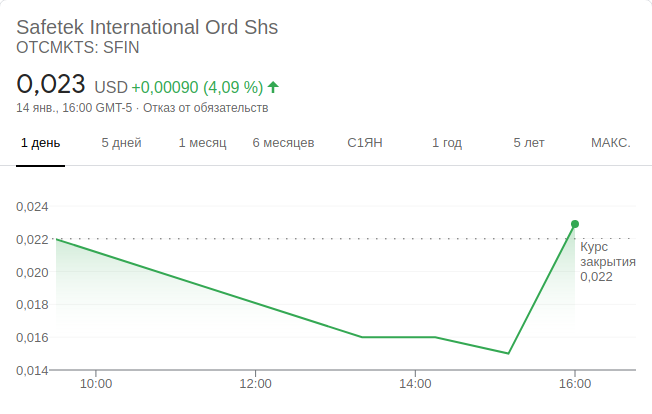 Safetek International Ord Shs
OTCMKTS: SFIN
0,023 USD +0,00090 (4,09 %)
14 янв., 16:00 GMT-5 · Отказ от обязательств
1 день 5 дней 1 месяц 6 месяцев С1ЯН 1 год 5 лет МАКС.
0,024
0,022
Курс
закрытия
0,022
0,020
0,018
0,016
0,014
10:00 12:00 14:00 16:00